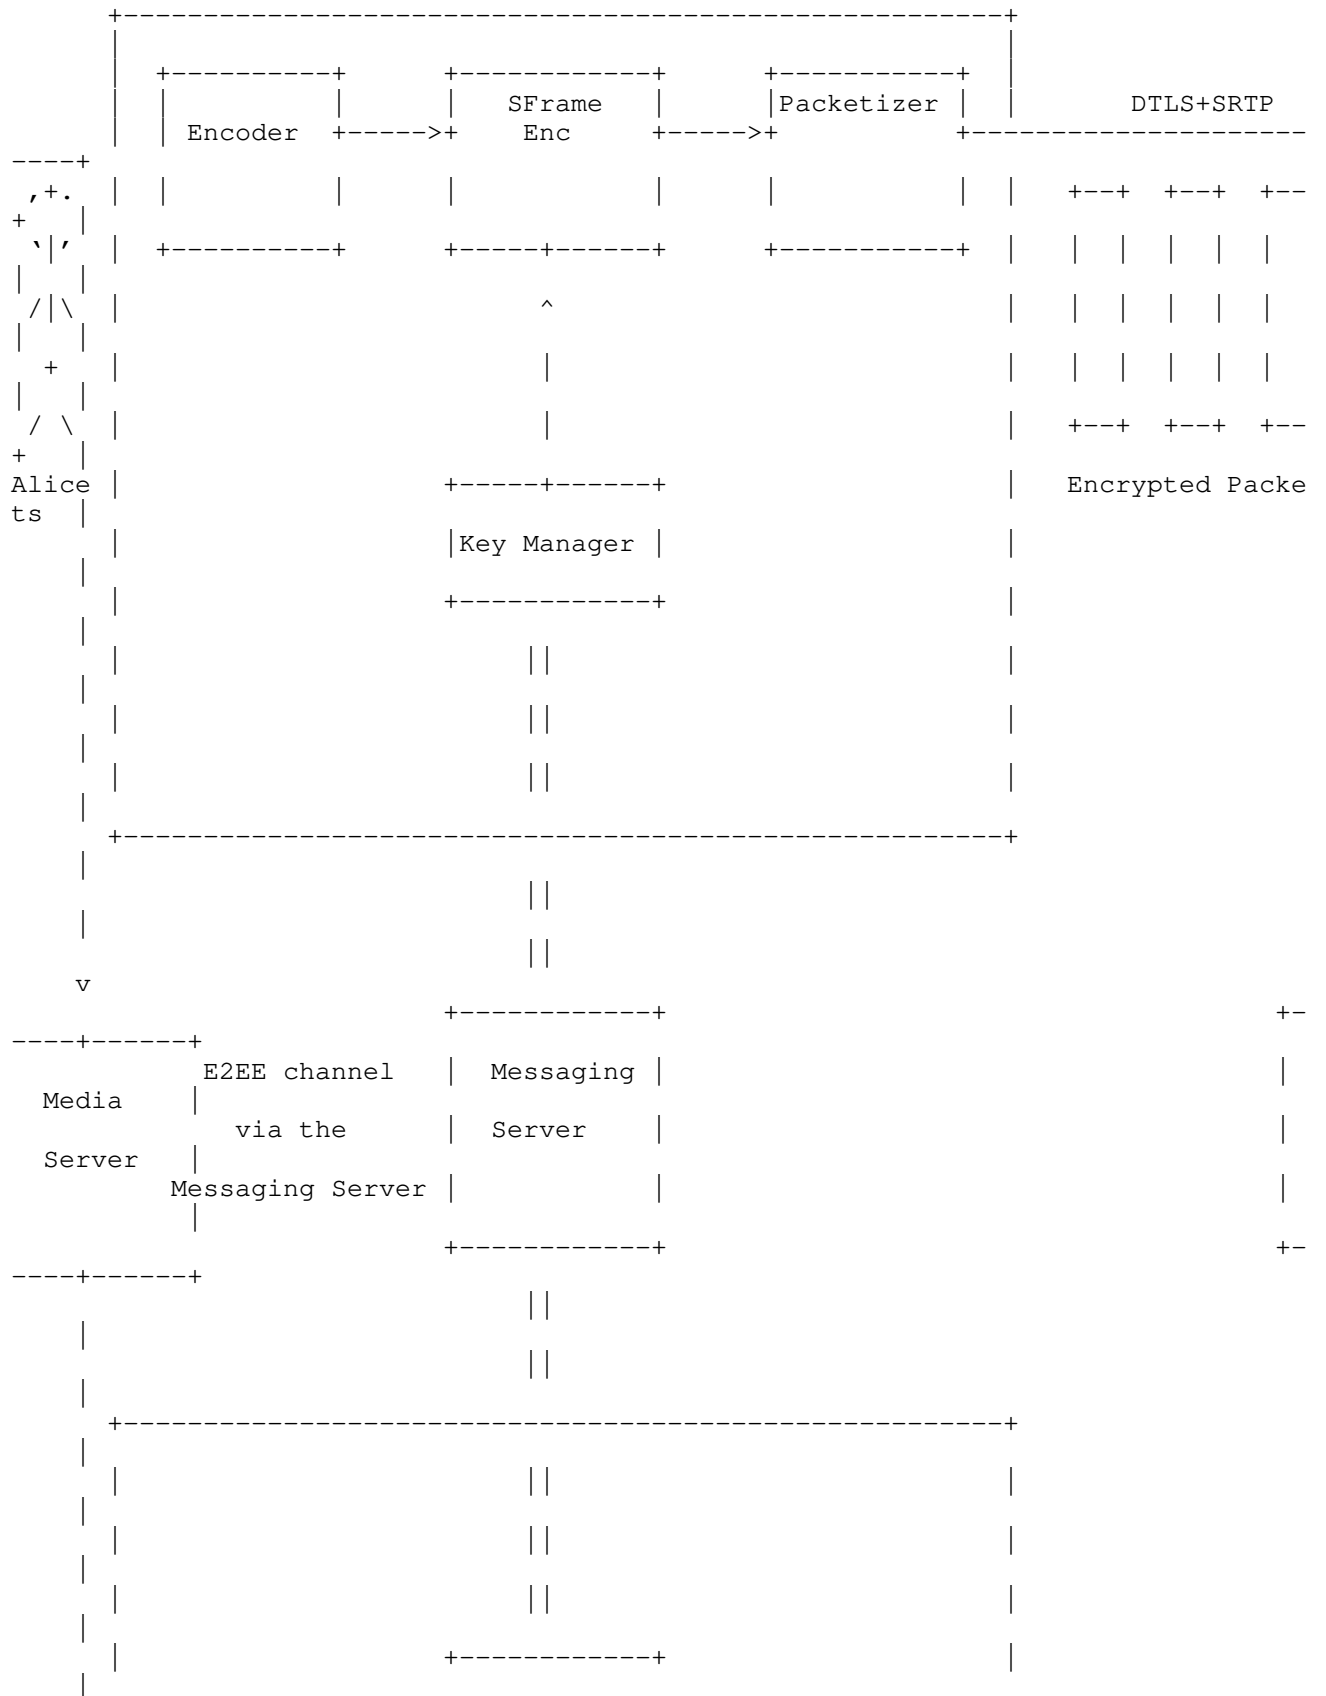 SFrame Packetizer DTLS+SRTP
Encoder Enc
Alice Encrypted Packe
ts
Key Manager
v
E2EE channel Messaging
Media
via the Server
Server
Messaging Server